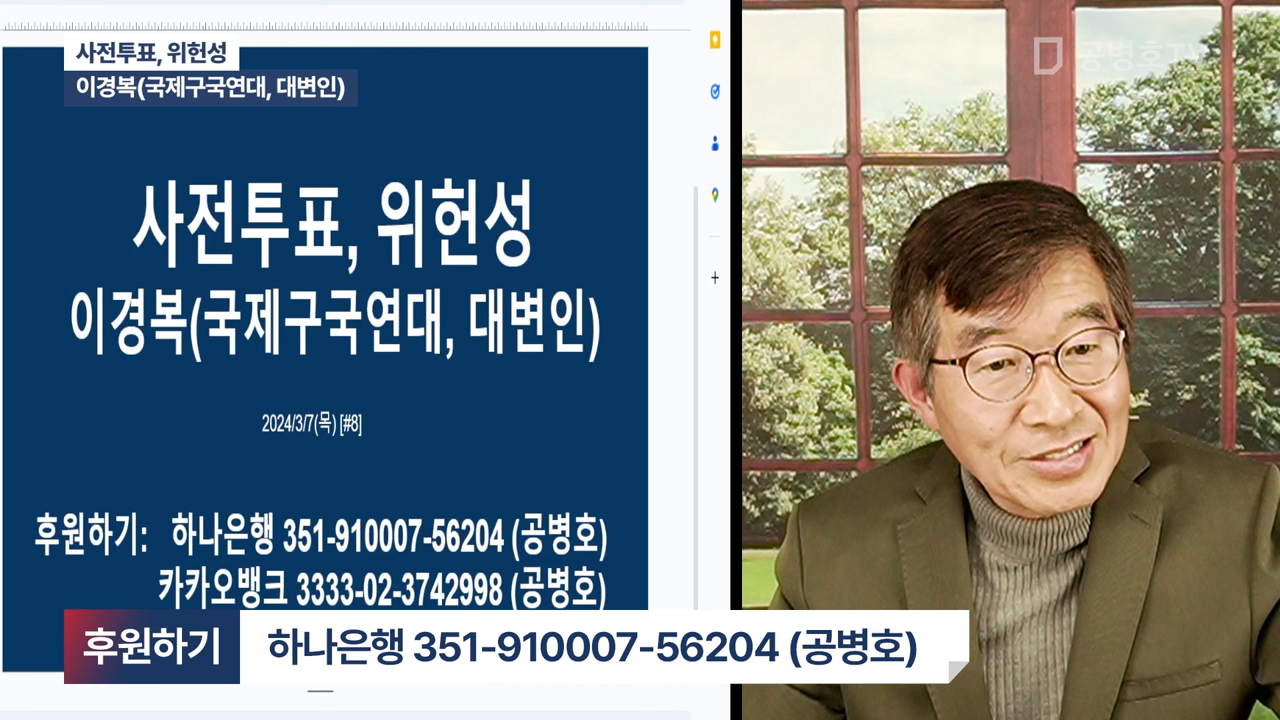 사전투표, 위헌성
이경복(국제구국연대, 대변인)
공병호TV
사전투표, 위헌성
이경복(국제구국연대, 대변인)
2024/3/7(목) [#8]
후원하기: 하나은행 351-910007-56204 (공병호)
카카오뱅크 3333-02-3742998 (공병호)
후원하기 하나은행 351-910007-56204 (공병호)